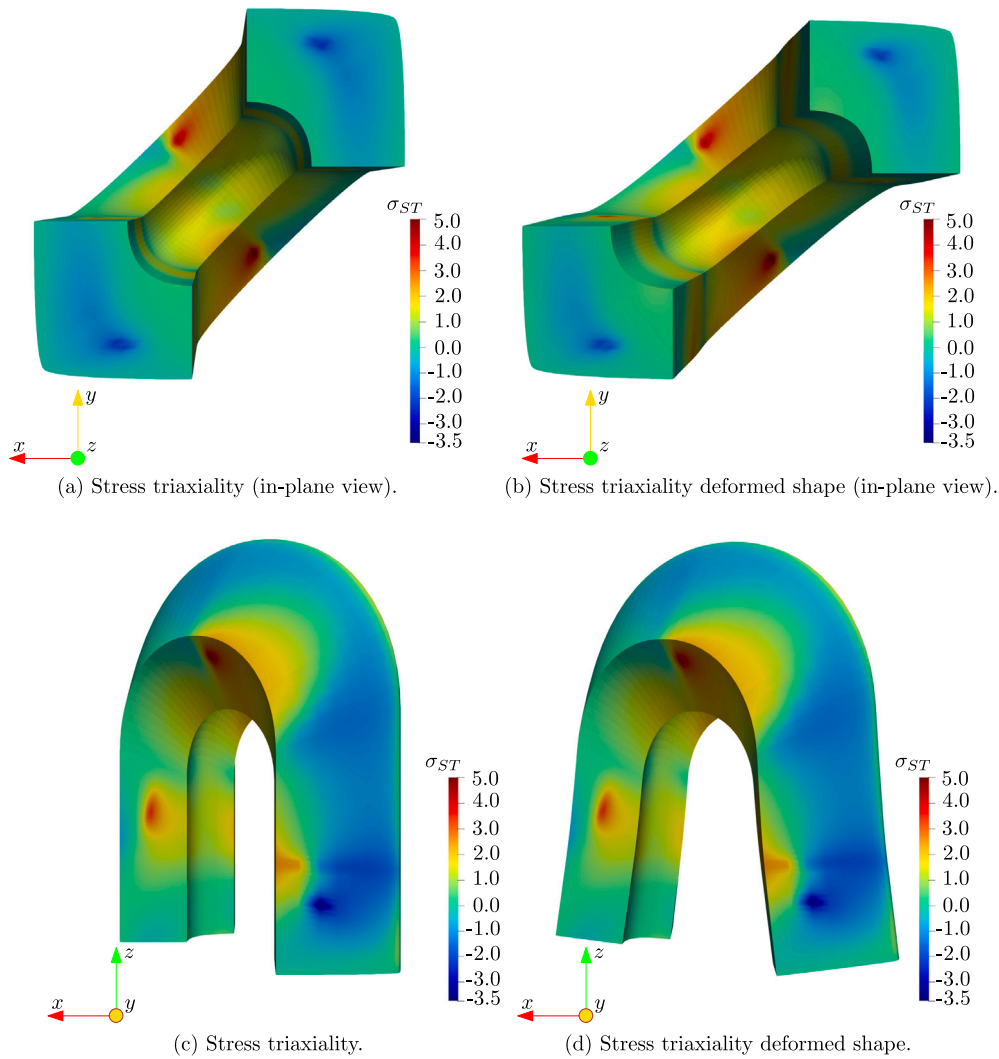 σ_ST
5.0
4.0
3.0
2.0
1.0
0.0
-1.0
-2.0
-3.0
-3.5
y
x
z
(a) Stress triaxiality (in-plane view).
σ_ST
5.0
4.0
3.0
2.0
1.0
0.0
-1.0
-2.0
-3.0
-3.5
y
x
z
(b) Stress triaxiality deformed shape (in-plane view).
σ_ST
5.0
4.0
3.0
2.0
1.0
0.0
-1.0
-2.0
-3.0
-3.5
z
x
y
(c) Stress triaxiality.
σ_ST
5.0
4.0
3.0
2.0
1.0
0.0
-1.0
-2.0
-3.0
-3.5
z
x
y
(d) Stress triaxiality deformed shape.